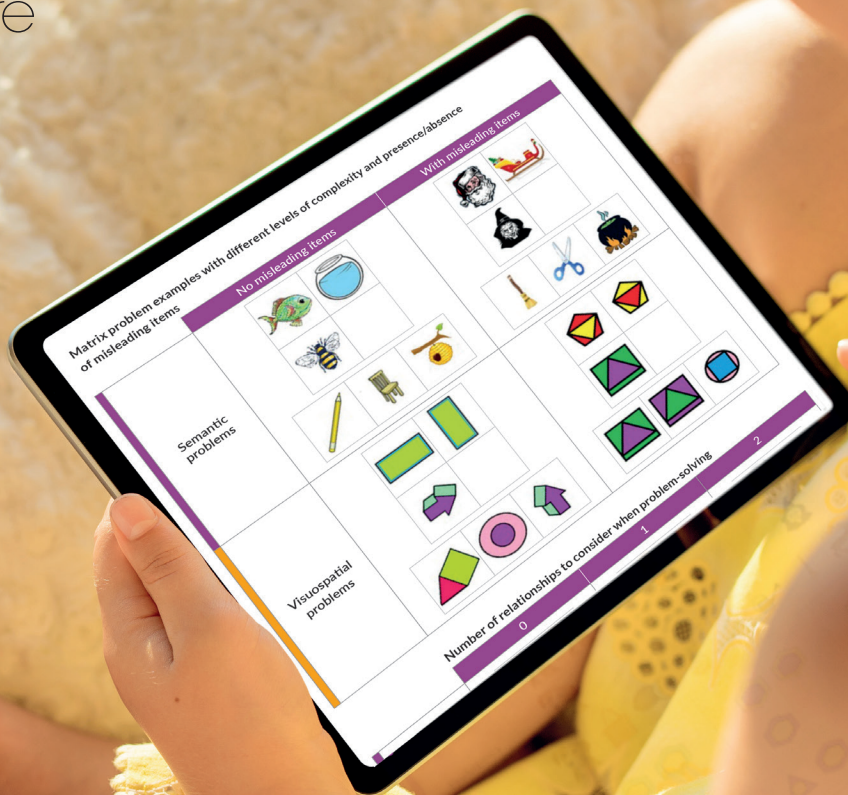 e
Matrix problem examples with different levels of complexity and presence/absence
of misleading items
No misleading items
With misleading items
Semantic
problems
Visuospatial
problems
Number of relationships to consider when problem-solving
0
1
2